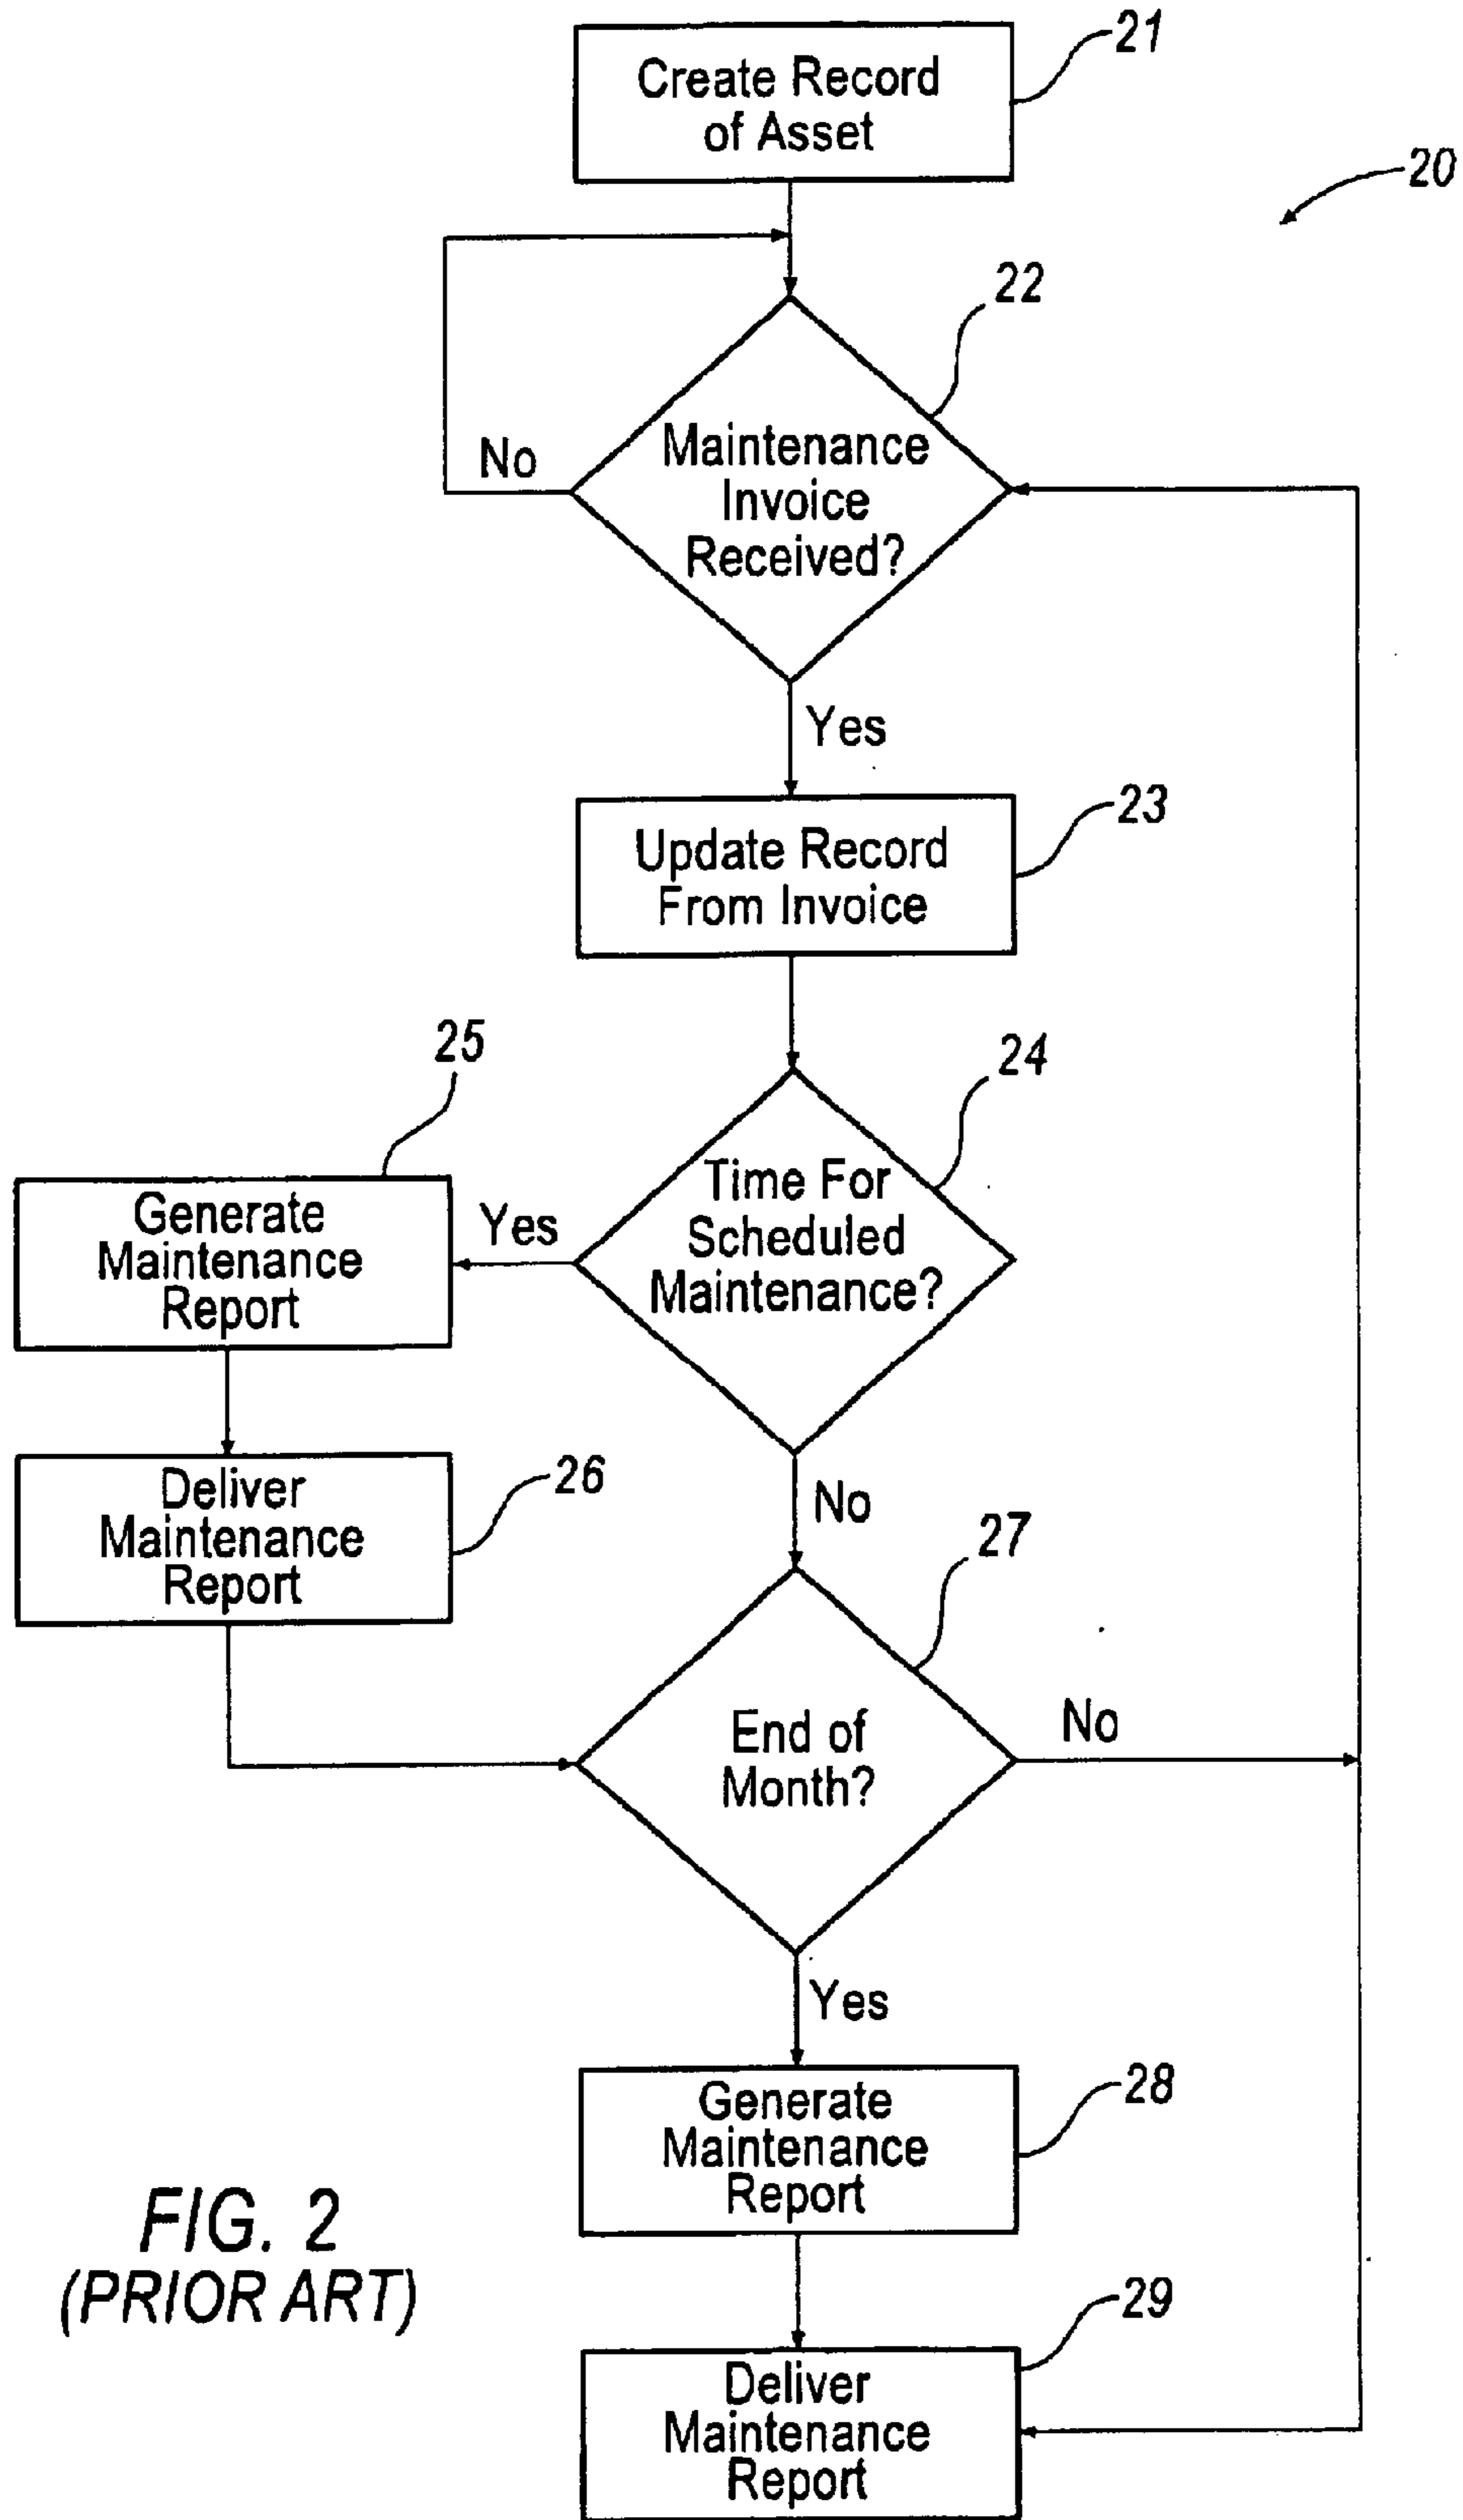 21
Create Record
of Asset
20
22
Maintenance
Invoice
Received?
No
Yes
23
Update Record
From Invoice
24
25
Time For
Scheduled
Maintenance?
Yes
Generate
Maintenance
Report
No
26
Deliver
Maintenance
Report
27
End of
Month?
No
Yes
28
Generate
Maintenance
Report
29
Deliver
Maintenance
Report
FIG. 2
(PRIOR ART)